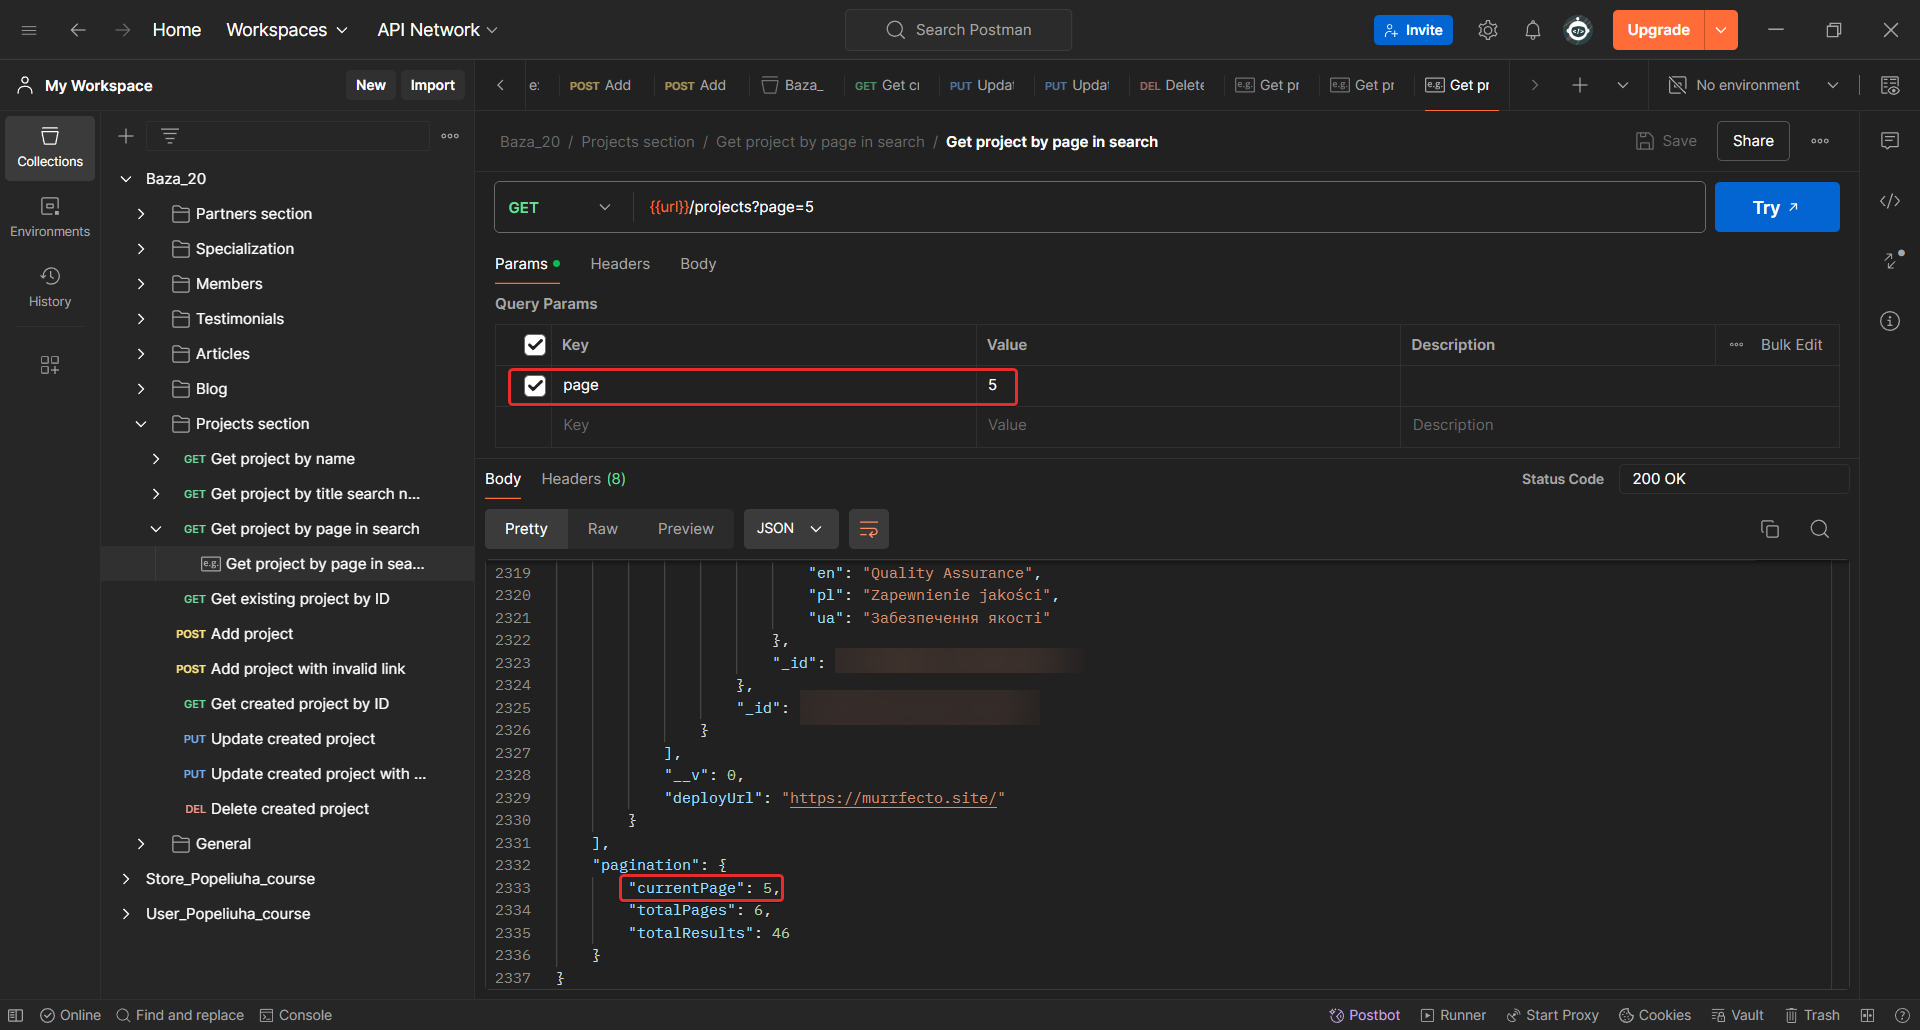 Home Workspaces API Network Search Postman Invite Upgrade
My Workspace New Import
e: POST Add POST Add Baza_ GET Get cr PUT Updat PUT Updat DEL Delete e.g. Get pr e.g. Get pr e.g. Get pr No environment
Collections
Environments
History
Baza_20
Partners section
Specialization
Members
Testimonials
Articles
Blog
Projects section
GET Get project by name
GET Get project by title search n...
GET Get project by page in search
e.g. Get project by page in sea...
GET Get existing project by ID
POST Add project
POST Add project with invalid link
GET Get created project by ID
PUT Update created project
PUT Update created project with ...
DEL Delete created project
General
Store_Popeliuha_course
User_Popeliuha_course
Baza_20 / Projects section / Get project by page in search / Get project by page in search Save Share
GET {{url}}/projects?page=5 Try
Params Headers Body
Query Params
Key Value Description Bulk Edit
page 5
Key Value Description
Body Headers (8) Status Code 200 OK
Pretty Raw Preview JSON
2319 "en": "Quality Assurance",
2320 "pl": "Zapewnienie jakości",
2321 "ua": "Забезпечення якості"
2322 },
2323 "_id":
2324 },
2325 "_id":
2326 }
2327 ],
2328 "__v": 0,
2329 "deployUrl": "https://murrfecto.site/"
2330 }
2331 ],
2332 "pagination": {
2333 "currentPage": 5,
2334 "totalPages": 6,
2335 "totalResults": 46
2336 }
2337 }
Online Find and replace Console Postbot Runner Start Proxy Cookies Vault Trash